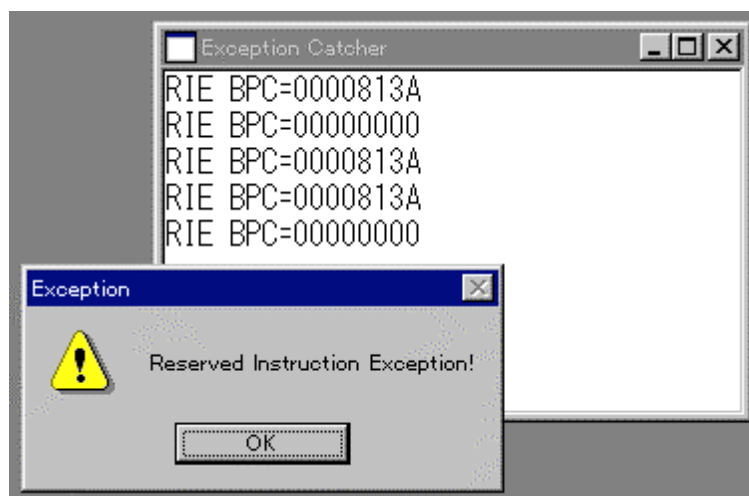 Exception Catcher
RIE BPC=0000813A
RIE BPC=00000000
RIE BPC=0000813A
RIE BPC=0000813A
RIE BPC=00000000
Exception
Reserved Instruction Exception!
OK